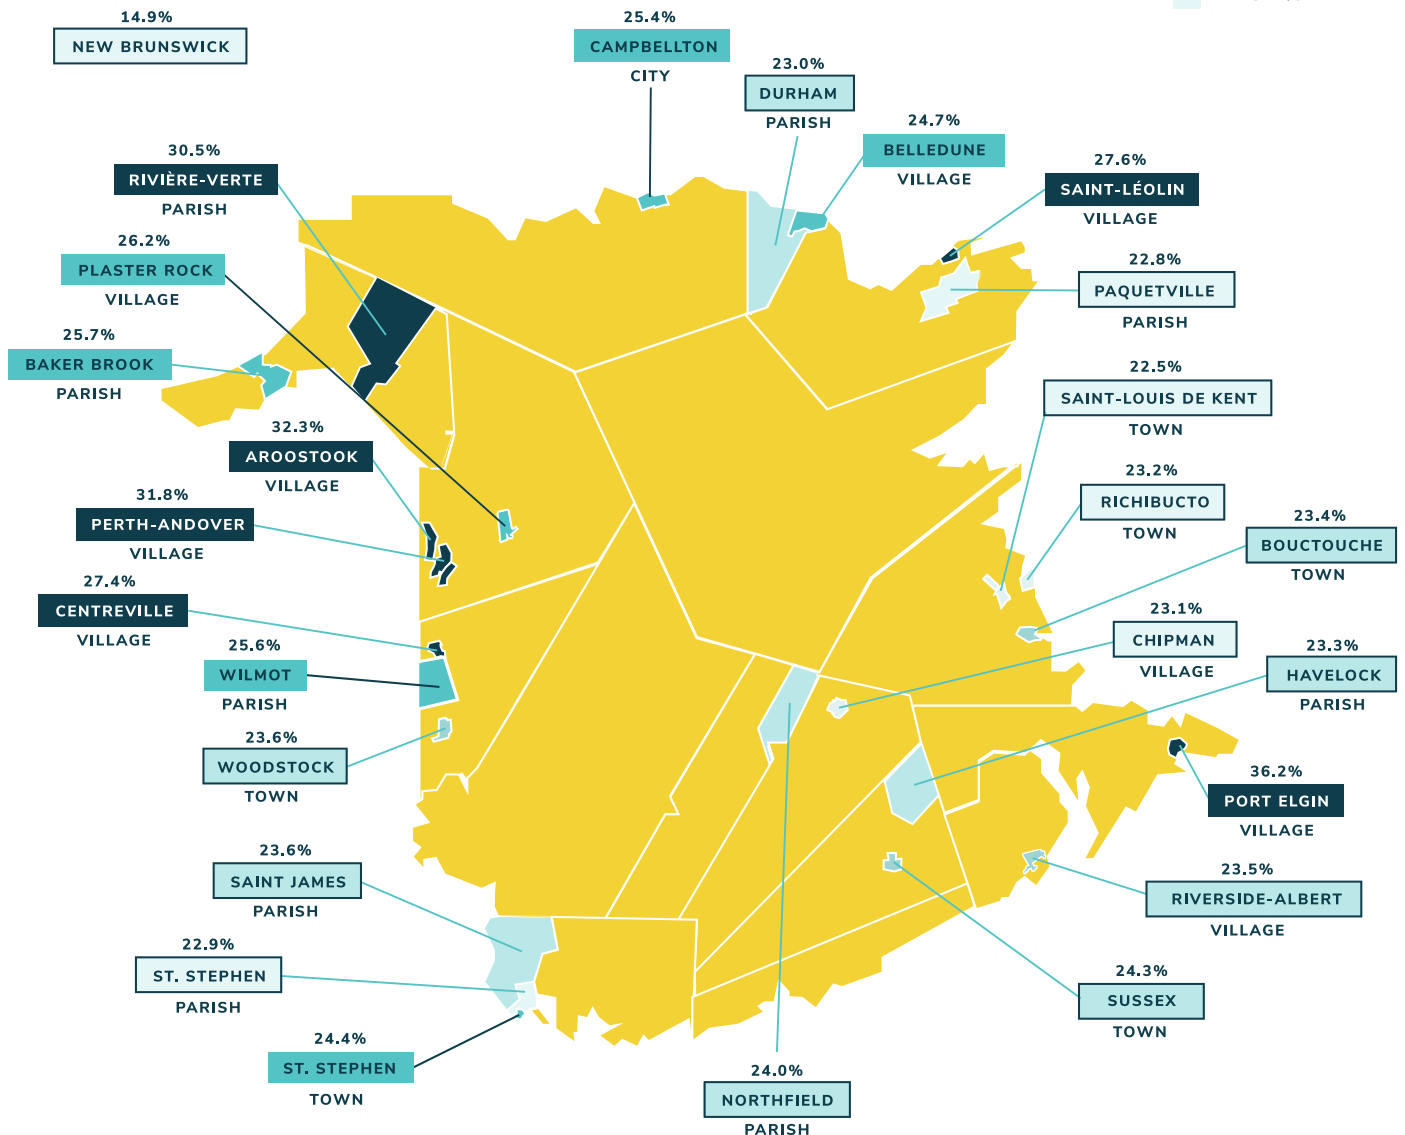 14.9%
NEW BRUNSWICK
25.4%
CAMPBELLTON
CITY
23.0%
DURHAM
PARISH
24.7%
BELLEDUNE
VILLAGE
30.5%
RIVIÈRE-VERTE
PARISH
27.6%
SAINT-LÉOLIN
VILLAGE
26.2%
PLASTER ROCK
VILLAGE
22.8%
PAQUETVILLE
PARISH
25.7%
BAKER BROOK
PARISH
22.5%
SAINT-LOUIS DE KENT
TOWN
32.3%
AROOSTOOK
VILLAGE
23.2%
RICHIBUCTO
TOWN
31.8%
PERTH-ANDOVER
VILLAGE
23.4%
BOUCTOUCHE
TOWN
27.4%
CENTREVILLE
VILLAGE
23.1%
CHIPMAN
VILLAGE
25.6%
WILMOT
PARISH
23.3%
HAVELOCK
PARISH
23.6%
WOODSTOCK
TOWN
36.2%
PORT ELGIN
VILLAGE
23.6%
SAINT JAMES
PARISH
23.5%
RIVERSIDE-ALBERT
VILLAGE
22.9%
ST. STEPHEN
PARISH
24.3%
SUSSEX
TOWN
24.4%
ST. STEPHEN
TOWN
24.0%
NORTHFIELD
PARISH